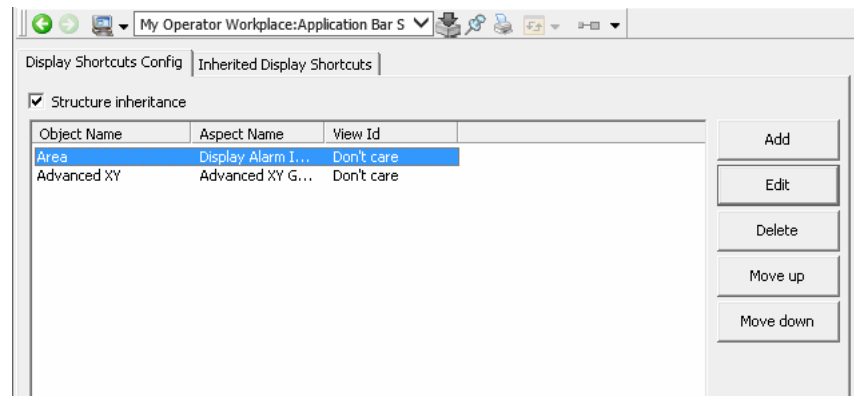 My Operator Workplace:Application Bar S
Display Shortcuts Config Inherited Display Shortcuts
Structure inheritance
Object Name Aspect Name View Id
Area Display Alarm I... Don't care
Advanced XY Advanced XY G... Don't care
Add
Edit
Delete
Move up
Move down